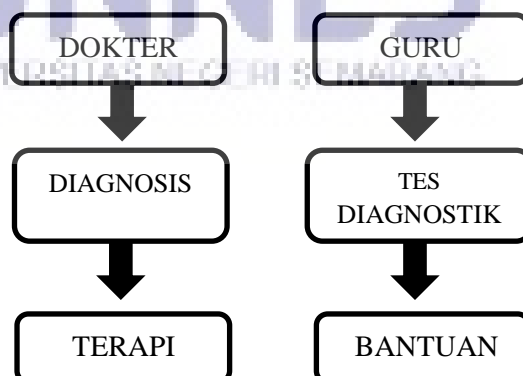 DOKTER
GURU
DIAGNOSIS
TES
DIAGNOSTIK
TERAPI
BANTUAN